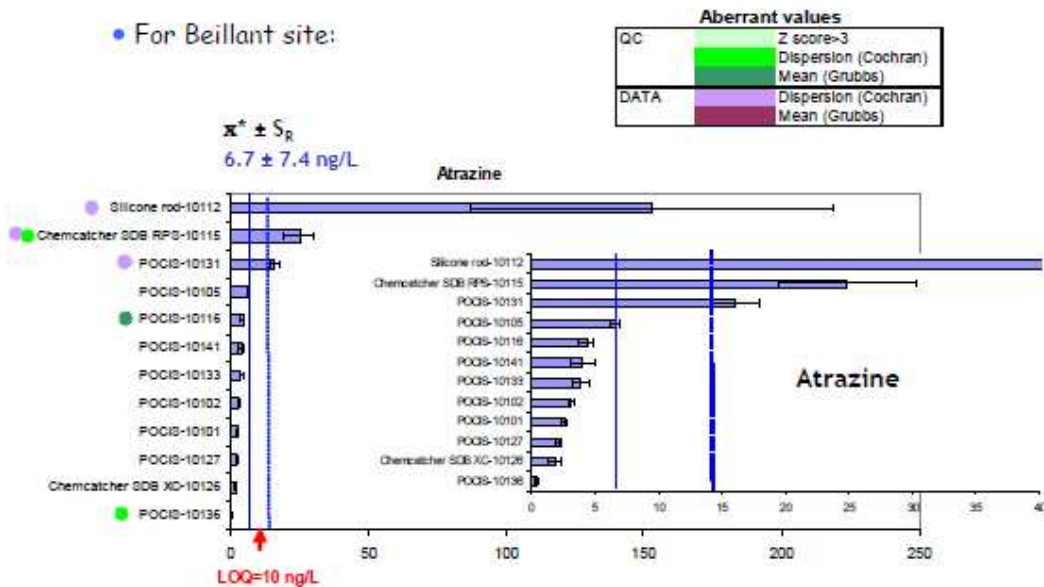 • For Beillant site:
Aberrant values
QC Z score>3
Dispersion (Cochran)
Mean (Grubbs)
DATA Dispersion (Cochran)
Mean (Grubbs)
x* ± SR
6.7 ± 7.4 ng/L
Atrazine
Silicone rod-10112
Chemcatcher SDB RPS-10115
POCIS-10131
POCIS-10105
POCIS-10116
POCIS-10141
POCIS-10133
POCIS-10102
POCIS-10101
POCIS-10127
Chemcatcher SDB XC-10126
POCIS-10136
0 50 100 150 200 250
LOQ=10 ng/L
Silicone rod-10112
Chemcatcher SDB RPS-10115
POCIS-10131
POCIS-10105
POCIS-10116
POCIS-10141
POCIS-10133
POCIS-10102
POCIS-10101
POCIS-10127
Chemcatcher SDB XC-10126
POCIS-10136
0 5 10 15 20 25 30 35 40
Atrazine